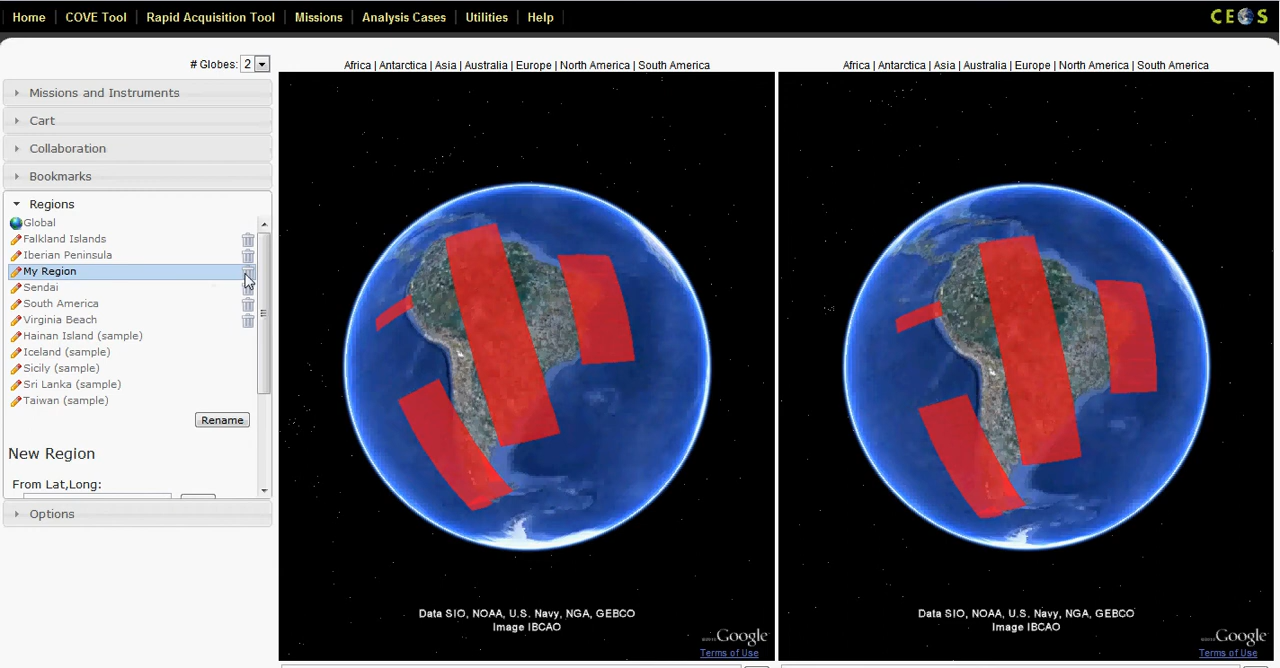 Home COVE Tool Rapid Acquisition Tool Missions Analysis Cases Utilities Help
CEOS
# Globes: 2
Missions and Instruments
Cart
Collaboration
Bookmarks
Regions
Global
Falkland Islands
Iberian Peninsula
My Region
Sendai
South America
Virginia Beach
Hainan Island (sample)
Iceland (sample)
Sicily (sample)
Sri Lanka (sample)
Taiwan (sample)
Rename
New Region
From Lat,Long:
Options
Africa | Antarctica | Asia | Australia | Europe | North America | South America
Data SIO, NOAA, U.S. Navy, NGA, GEBCO
Image IBCAO
Google
Terms of Use
Africa | Antarctica | Asia | Australia | Europe | North America | South America
Data SIO, NOAA, U.S. Navy, NGA, GEBCO
Image IBCAO
Google
Terms of Use